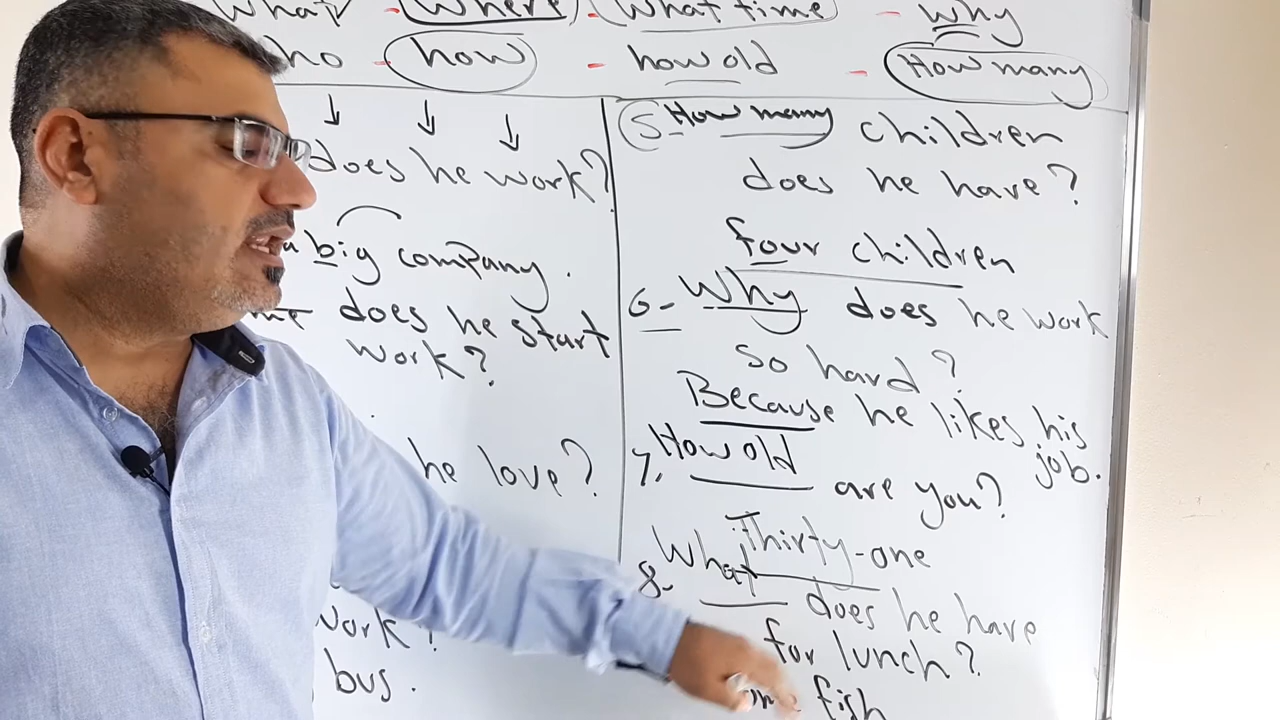 What - Where - What time - Why
how - how old - How many
does he work?
big company.
does he start
work?
he love?
work?
bus.
5- How many children
does he have?
four children
6- Why does he work
so hard?
Because he likes his
job.
7. How old are you?
Thirty-one
8- What does he have
for lunch?
fish